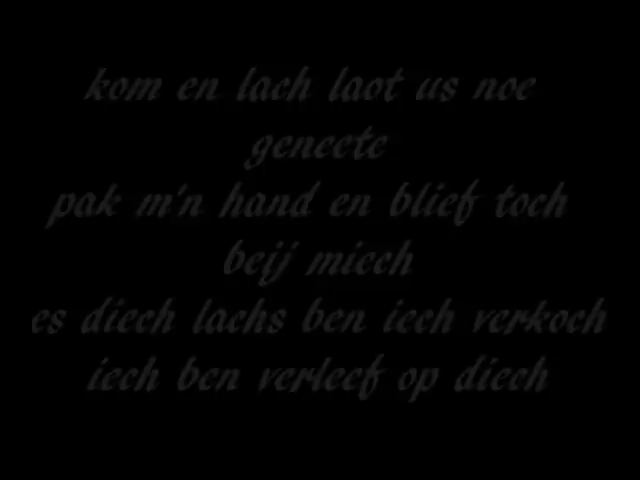 kom en lach laot us noe
geneete
pak m'n hand en blief toch
beij miech
es diech lachs ben iech verkoch
iech ben verleef op diech